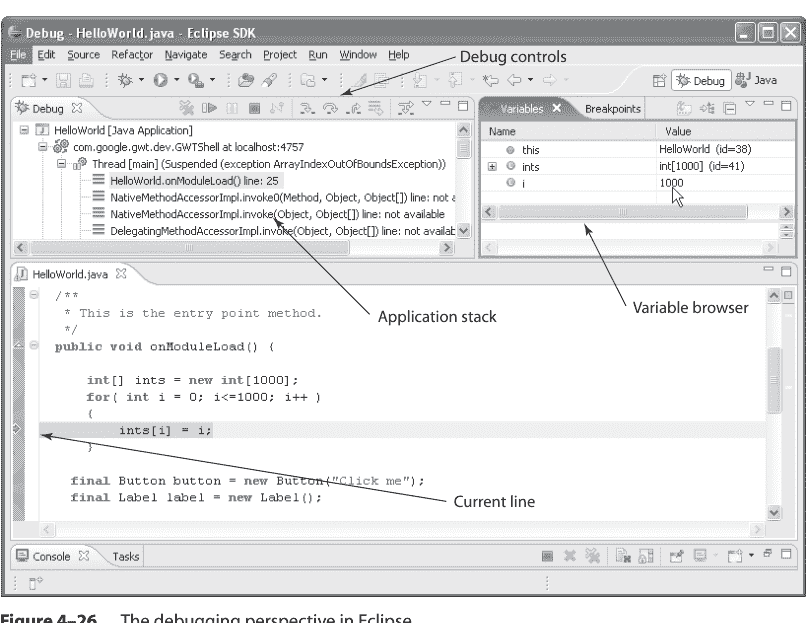 Debug - HelloWorld.java - Eclipse SDK
File Edit Source Refactor Navigate Search Project Run Window Help
Debug controls
Debug Java
Debug
Variables Breakpoints
HelloWorld [Java Application]
com.google.gwt.dev.GWTShell at localhost:4757
Thread [main] (Suspended (exception ArrayIndexOutOfBoundsException))
HelloWorld.onModuleLoad() line: 25
NativeMethodAccessorImpl.invoke0(Method, Object, Object[]) line: not a
NativeMethodAccessorImpl.invoke(Object, Object[]) line: not available
DelegatingMethodAccessorImpl.invoke(Object, Object[]) line: not availab
Name Value
this HelloWorld (id=38)
ints int[1000] (id=41)
i 1000
HelloWorld.java
/**
* This is the entry point method.
*/
Application stack
Variable browser
public void onModuleLoad() {
int[] ints = new int[1000];
for( int i = 0; i<=1000; i++ )
{
ints[i] = i;
}
final Button button = new Button("Click me");
final Label label = new Label();
Current line
Console Tasks
Figure 4–26 The debugging perspective in Eclipse